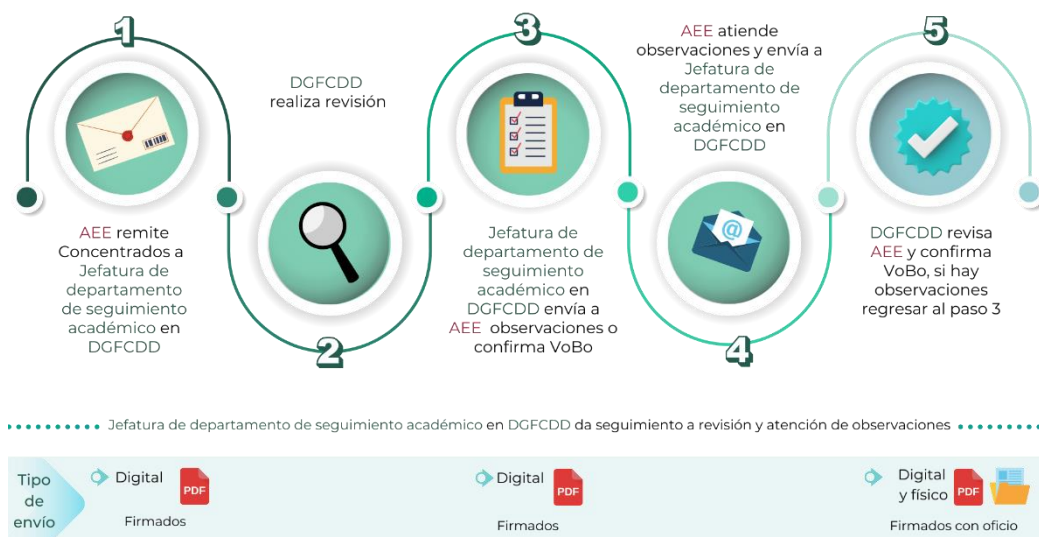 1
AEE remite
Concentrados a
Jefatura de
departamento
de seguimiento
académico en
DGFCDD
DGFCDD
realiza revisión
2
3
Jefatura de
departamento de
seguimiento
académico en
DGFCDD envía a
AEE observaciones o
confirma VoBo
AEE atiende
observaciones y envía a
Jefatura de
departamento de
seguimiento
académico en
DGFCDD
@
4
5
DGFCDD revisa
AEE y confirma
VoBo, si hay
observaciones
regresar al paso 3
Jefatura de departamento de seguimiento académico en DGFCDD da seguimiento a revisión y atención de observaciones
Tipo
de
envío
Digital
PDF
Firmados
Digital
PDF
Firmados
Digital
y físico
PDF
Firmados con oficio